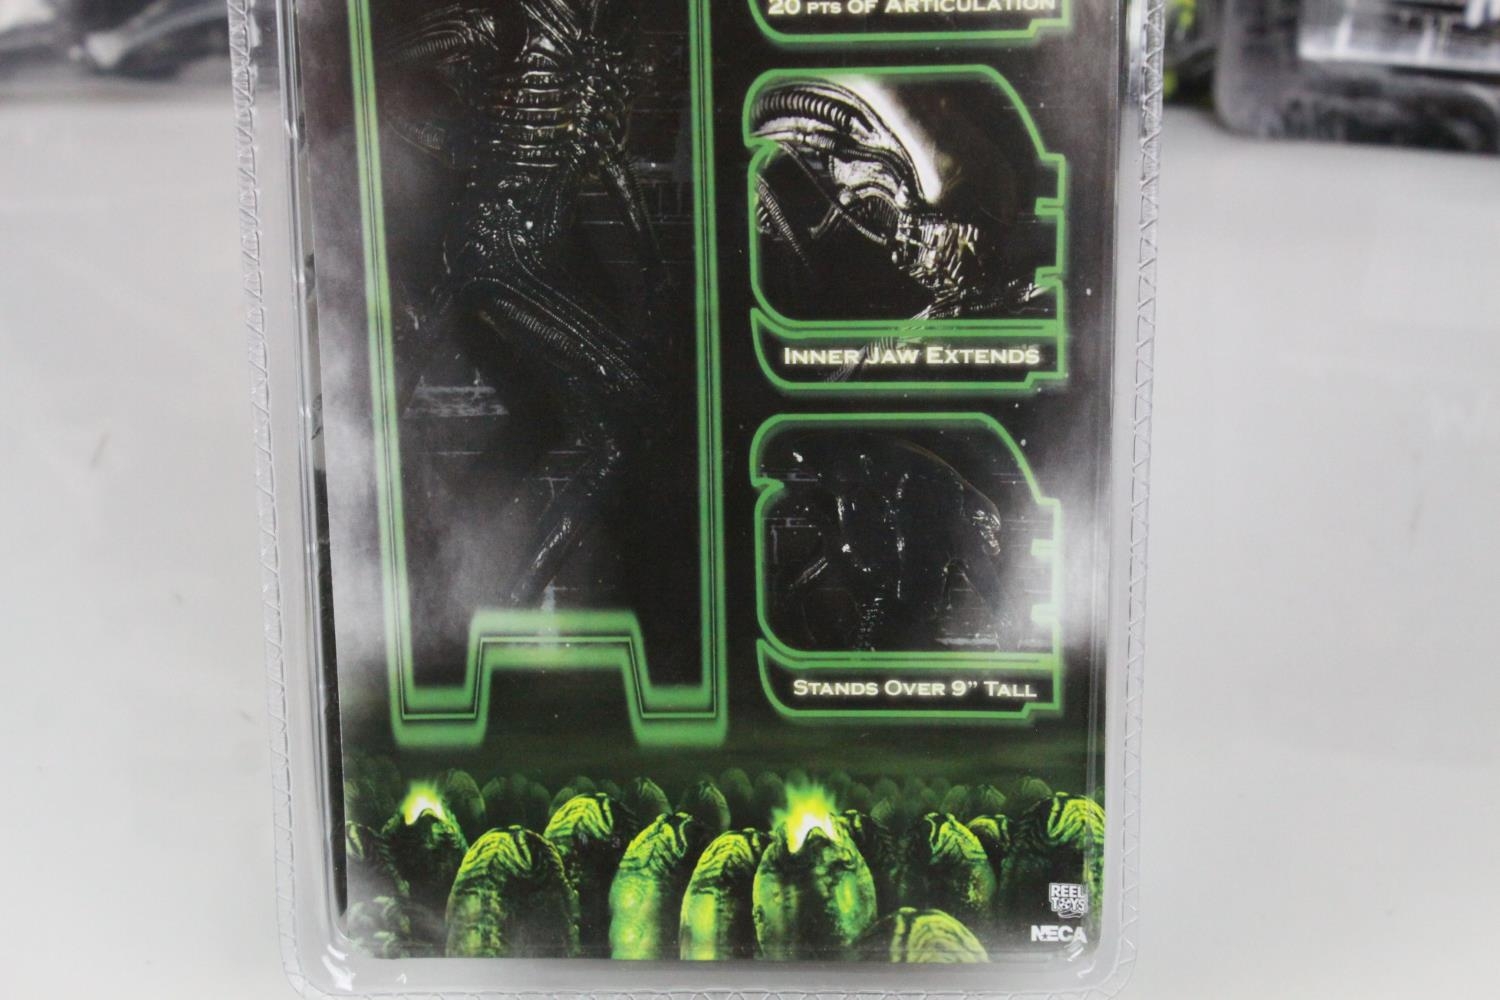 20 PTS OF ARTICULATION
INNER JAW EXTENDS
STANDS OVER 9” TALL
REEL
TOYS
NECA